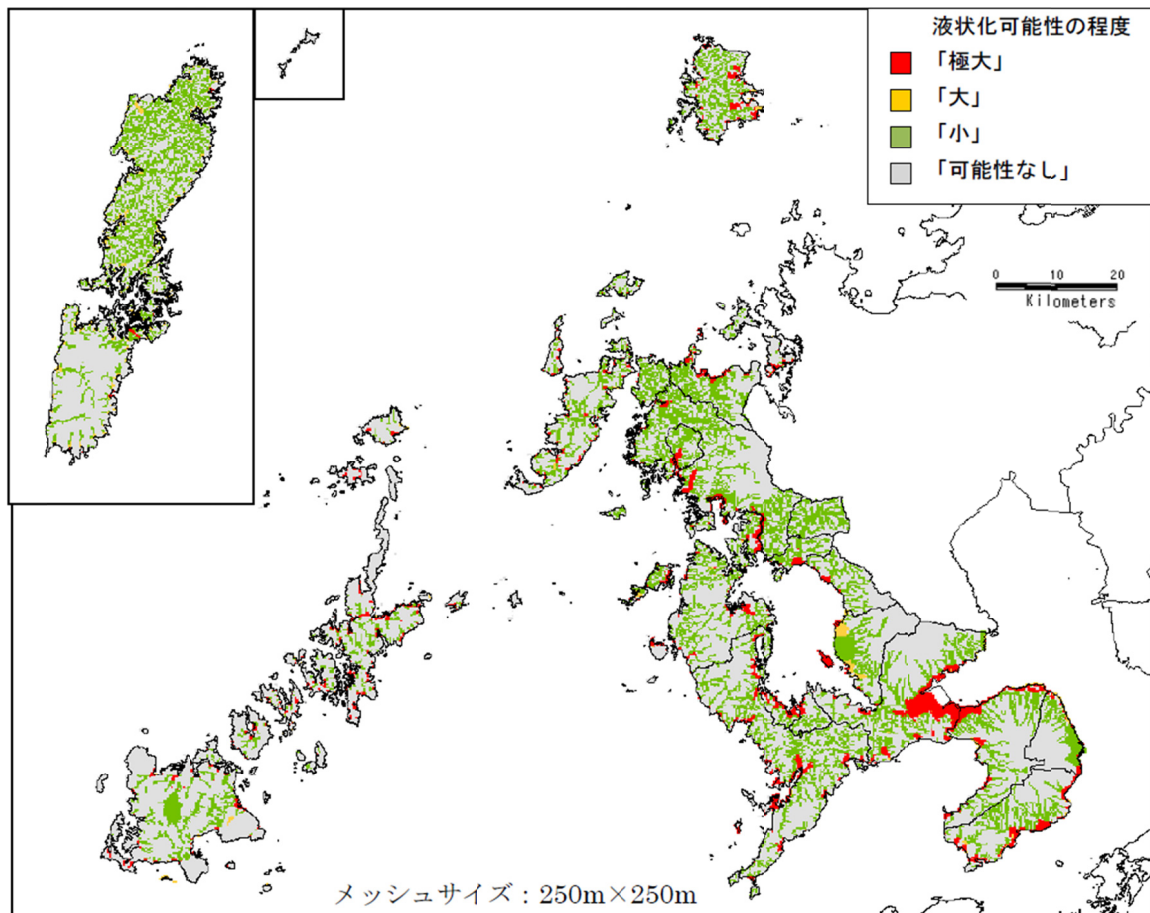 液状化可能性の程度
「極大」
「大」
「小」
「可能性なし」
0 10 20
Kilometers
メッシュサイズ：250m×250m